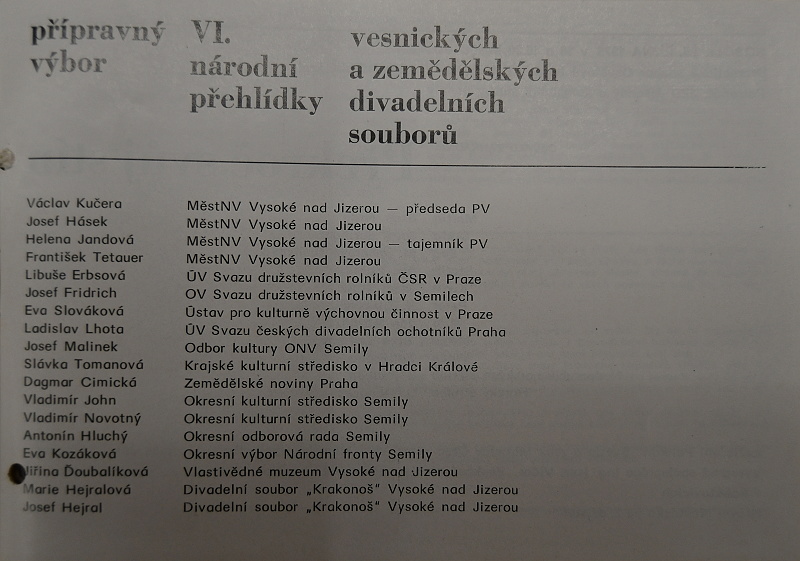 přípravný výbor
VI. národní přehlídky
vesnických a zemědělských divadelních souborů
Václav Kučera MěstNV Vysoké nad Jizerou — předseda PV
Josef Hásek MěstNV Vysoké nad Jizerou
Helena Jandová MěstNV Vysoké nad Jizerou — tajemník PV
František Tetauer MěstNV Vysoké nad Jizerou
Libuše Erbsová ÚV Svazu družstevních rolníků ČSR v Praze
Josef Fridrich OV Svazu družstevních rolníků v Semilech
Eva Slováková Ústav pro kulturně výchovnou činnost v Praze
Ladislav Lhota ÚV Svazu českých divadelních ochotníků Praha
Josef Malinek Odbor kultury ONV Semily
Slávka Tomanová Krajské kulturní středisko v Hradci Králové
Dagmar Cimická Zemědělské noviny Praha
Vladimír John Okresní kulturní středisko Semily
Vladimír Novotný Okresní kulturní středisko Semily
Antonín Hluchý Okresní odborová rada Semily
Eva Kozáková Okresní výbor Národní fronty Semily
Jiřina Ďoubalíková Vlastivědné muzeum Vysoké nad Jizerou
Marie Hejralová Divadelní soubor „Krakonoš" Vysoké nad Jizerou
Josef Hejral Divadelní soubor „Krakonoš" Vysoké nad Jizerou